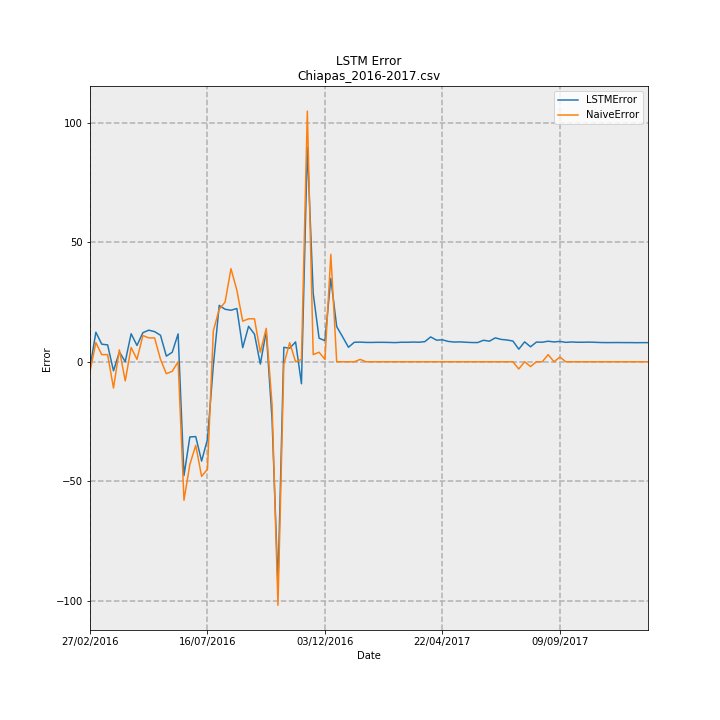 LSTM Error
Chiapas_2016-2017.csv
LSTMError
NaiveError
100
50
0
−50
−100
Error
27/02/2016 16/07/2016 03/12/2016 22/04/2017 09/09/2017
Date